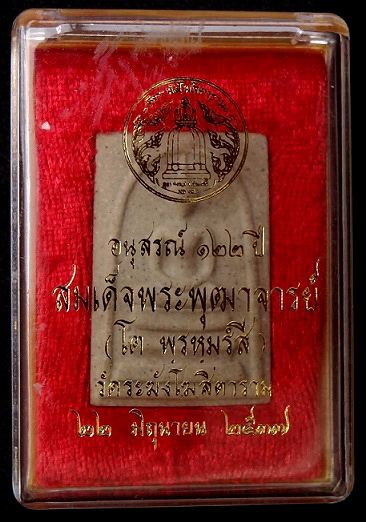 อนุสรณ์ ๑๒๒ ปี
สมเด็จพระพุฒาจารย์
(โต พรหมรังสี)
วัดระฆังโฆสิตาราม
๒๒ มิถุนายน ๒๕๓๗